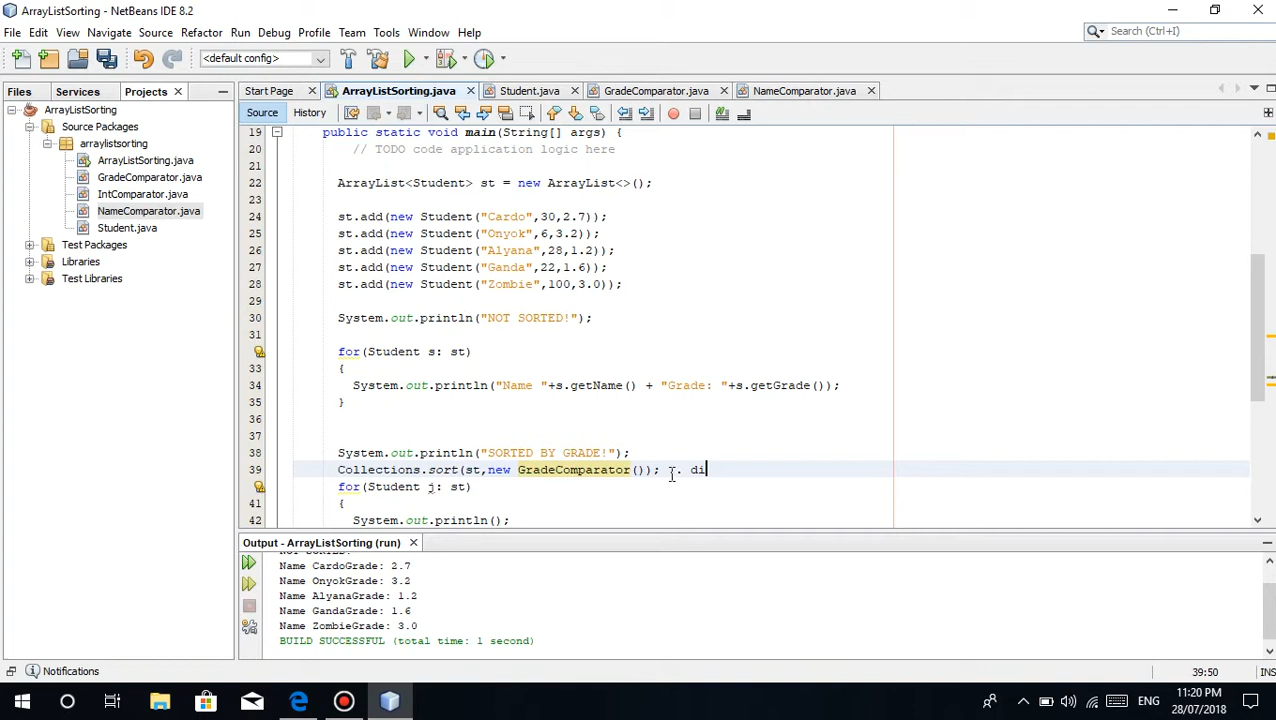 ArrayListSorting - NetBeans IDE 8.2
File Edit View Navigate Source Refactor Run Debug Profile Team Tools Window Help
Search (Ctrl+I)
<default config>
Files Services Projects
Start Page ArrayListSorting.java Student.java GradeComparator.java NameComparator.java
Source History
ArrayListSorting
Source Packages
arraylistsorting
ArrayListSorting.java
GradeComparator.java
IntComparator.java
NameComparator.java
Student.java
Test Packages
Libraries
Test Libraries
19 public static void main(String[] args) {
20 // TODO code application logic here
21
22 ArrayList<Student> st = new ArrayList<>();
23
24 st.add(new Student("Cardo",30,2.7));
25 st.add(new Student("Onyok",6,3.2));
26 st.add(new Student("Alyana",28,1.2));
27 st.add(new Student("Ganda",22,1.6));
28 st.add(new Student("Zombie",100,3.0));
29
30 System.out.println("NOT SORTED!");
31
for(Student s: st)
33 {
34 System.out.println("Name "+s.getName() + "Grade: "+s.getGrade());
35 }
36
37
38 System.out.println("SORTED BY GRADE!");
39 Collections.sort(st,new GradeComparator()); . di
for(Student j: st)
41 {
42 System.out.println();
Output - ArrayListSorting (run)
NOT SORTED!
Name CardoGrade: 2.7
Name OnyokGrade: 3.2
Name AlyanaGrade: 1.2
Name GandaGrade: 1.6
Name ZombieGrade: 3.0
BUILD SUCCESSFUL (total time: 1 second)
Notifications
39:50
INS
ENG
11:20 PM
28/07/2018